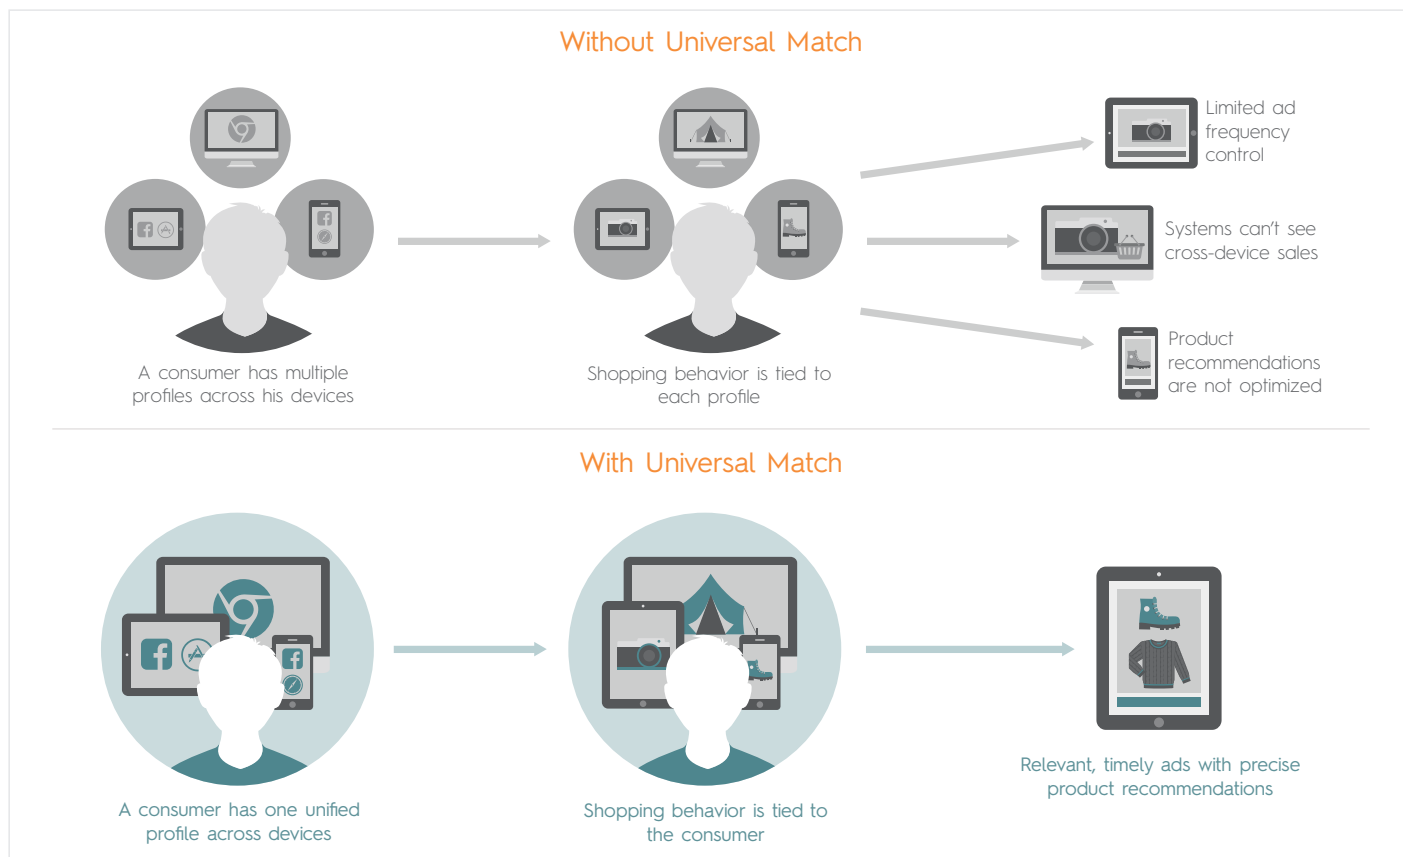 Without Universal Match
A consumer has multiple
profiles across his devices
Shopping behavior is tied to
each profile
Limited ad
frequency
control
Systems can't see
cross-device sales
Product
recommendations
are not optimized
With Universal Match
A consumer has one unified
profile across devices
Shopping behavior is tied to
the consumer
Relevant, timely ads with precise
product recommendations